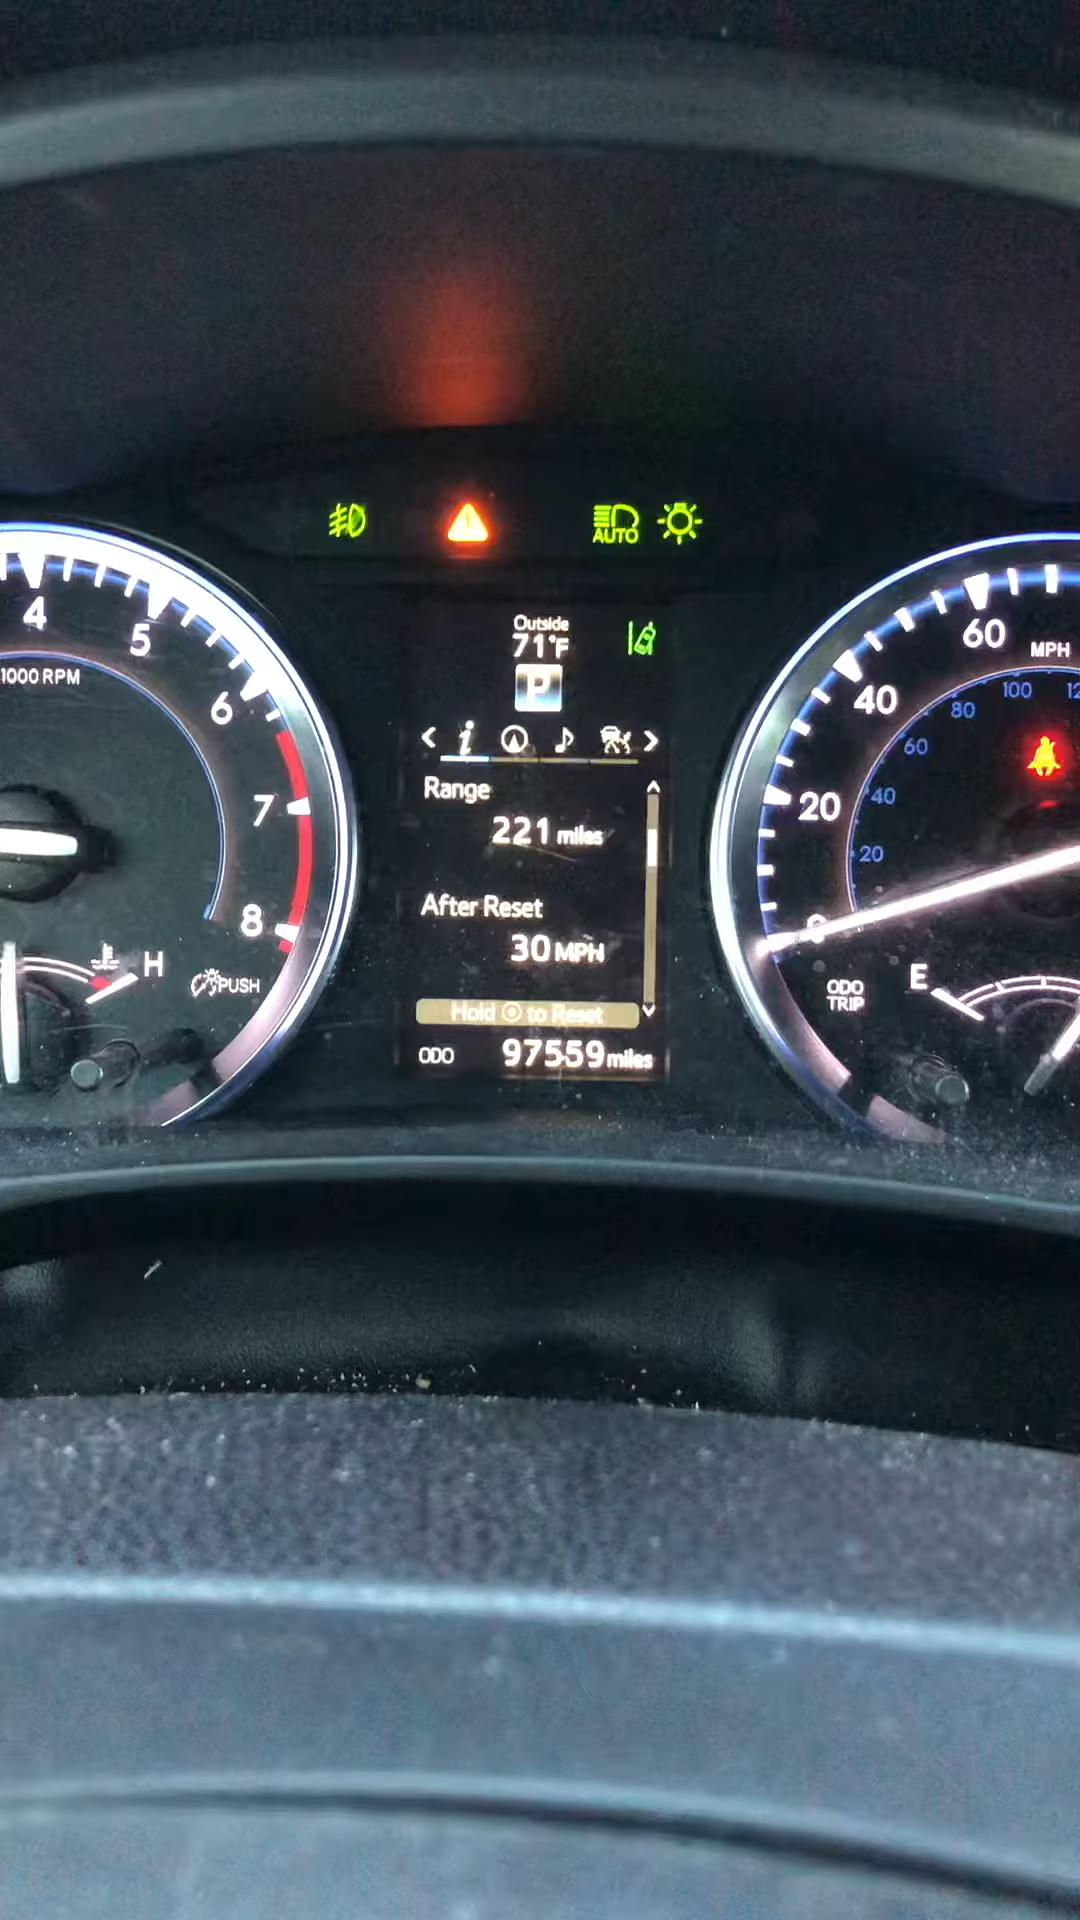 AUTO
Outside
71°F
P
4
5
6
7
8
1000 RPM
H
PUSH
Range
221 miles
After Reset
30 MPH
Hold to Reset
ODO 97559 miles
60
40
20
0
MPH
100
80
60
40
20
ODO
TRIP
E